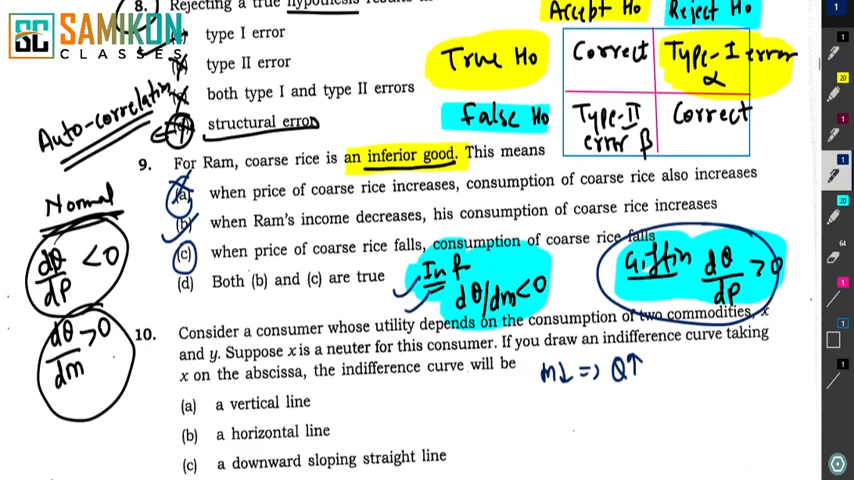 8. Rejecting a true hypothesis results in
Accept Ho
Reject Ho
SC SAMIKON
CLASSES
type I error
type II error
both type I and type II errors
structural error
Auto-correlation
True Ho
Correct
Type-I error
α
False Ho
Type-II
error β
Correct
9. For Ram, coarse rice is an inferior good. This means
(a) when price of coarse rice increases, consumption of coarse rice also increases
(b) when Ram's income decreases, his consumption of coarse rice increases
(c) when price of coarse rice falls, consumption of coarse rice falls
(d) Both (b) and (c) are true
Normal
dQ/dP < 0
dQ/dm > 0
Inf
dQ/dm < 0
Giffin dQ/dP > 0
10. Consider a consumer whose utility depends on the consumption of two commodities, x
and y. Suppose x is a neuter for this consumer. If you draw an indifference curve taking
x on the abscissa, the indifference curve will be
m↓ => Q↑
(a) a vertical line
(b) a horizontal line
(c) a downward sloping straight line